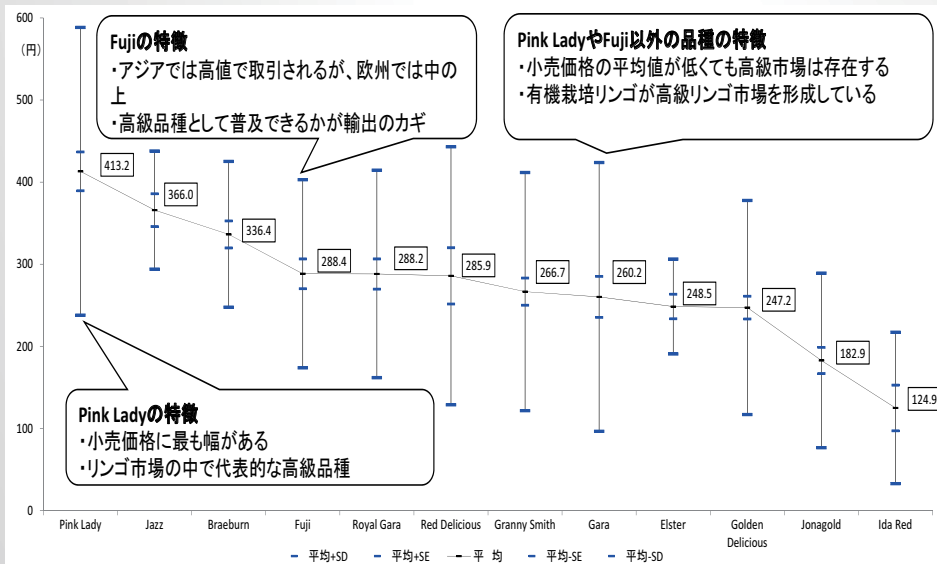 600
(円)
500
400
300
200
100
0
Fujiの特徴
・アジアでは高値で取引されるが、欧州では中の
上
・高級品種として普及できるかが輸出のカギ
Pink LadyやFuji以外の品種の特徴
・小売価格の平均値が低くても高級市場は存在する
・有機栽培リンゴが高級リンゴ市場を形成している
413.2
366.0
336.4
288.4
288.2
285.9
266.7
260.2
248.5
247.2
182.9
124.9
Pink Ladyの特徴
・小売価格に最も幅がある
・リンゴ市場の中で代表的な高級品種
Pink Lady
Jazz
Braeburn
Fuji
Royal Gara
Red Delicious
Granny Smith
Gara
Elster
Golden
Delicious
Jonagold
Ida Red
平均+SD
平均+SE
平 均
平均-SE
平均-SD